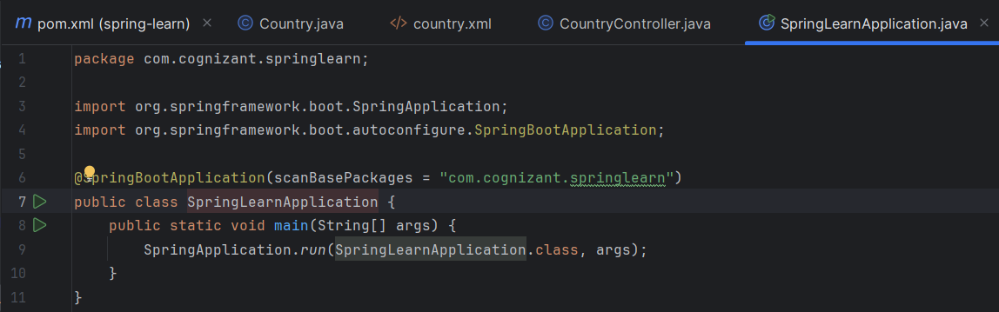 m pom.xml (spring-learn) × © Country.java </> country.xml © CountryController.java © SpringLearnApplication.java ×
1 package com.cognizant.springlearn;
2
3 import org.springframework.boot.SpringApplication;
4 import org.springframework.boot.autoconfigure.SpringBootApplication;
5
6 @SpringBootApplication(scanBasePackages = "com.cognizant.springlearn")
7 public class SpringLearnApplication {
8     public static void main(String[] args) {
9         SpringApplication.run(SpringLearnApplication.class, args);
10     }
11 }